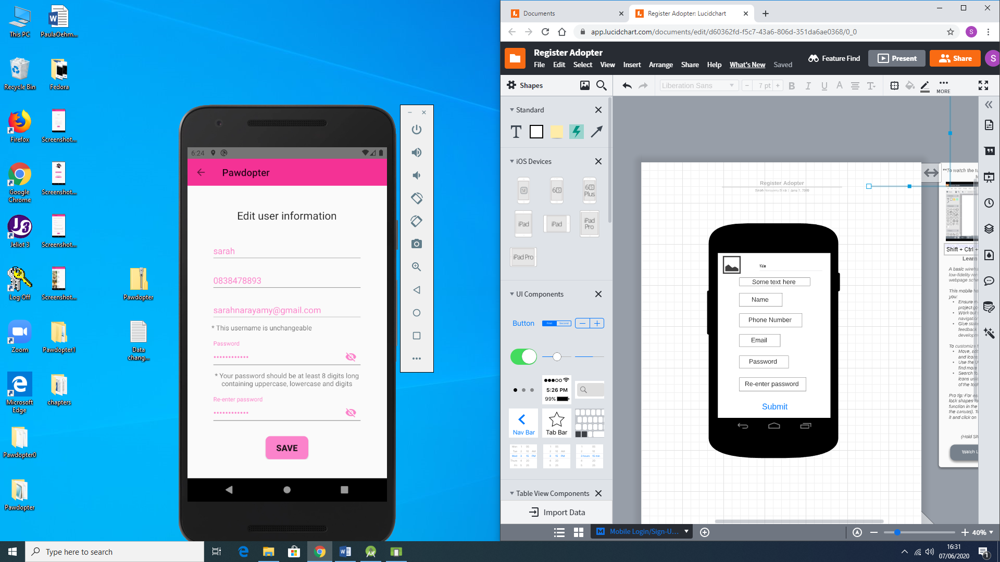 This PC
PaulaOehm...
Recycle Bin
Fedora
Firefox
Screenshot...
Google
Chrome
Screenshot...
Jeliot 3
Screenshot...
Log Off
Screenshot...
Pawdopter
Zoom
Pawdopter1
Data
chang...
Microsoft
Edge
chapters
Pawdopter0
Pawdopter
6:24
Pawdopter
Edit user information
sarah
0838478893
sarahnarayamy@gmail.com
* This username is unchangeable
Password
* Your password should be at least 8 digits long
containing uppercase, lowercase and digits
Re-enter password
SAVE
Documents
Register Adopter: Lucidchart
app.lucidchart.com/documents/edit/d60362fd-f5c7-43a6-806d-351da6ae0368/0_0
S
Register Adopter
File Edit Select View Insert Arrange Share Help What's New Saved
Feature Find
Present
Share
S
Shapes
Liberation Sans
7 pt
B I U A
MORE
Standard
T
iOS Devices
SE
6S
6S
Plus
iPad
iPad
iPad
Pro
iPad Pro
UI Components
Button
First Second
5:26 PM
99%
Nav Bar
Tab Bar
Table View Components
Import Data
Register Adopter
Title
Some text here
Name
Phone Number
Email
Password
Re-enter password
Submit
**To watch the tu
Shift + Ctrl +
Learn
A basic wirefra
low-fidelity re
webpage sche
This mobile ho
you:
Ensure m
project go
Work out
navigatio
Give stak
feedback
developm
To customize t
Move, add
and icons
Use the U
find more
Search fo
icons usin
of the too
Pro tip: For ea
lock shapes to
function in the
the canvas). T
it and click on
(Hold Sh
Watch L
Mobile Login/Sign-U...
40%
Type here to search
16:31
07/06/2020
1